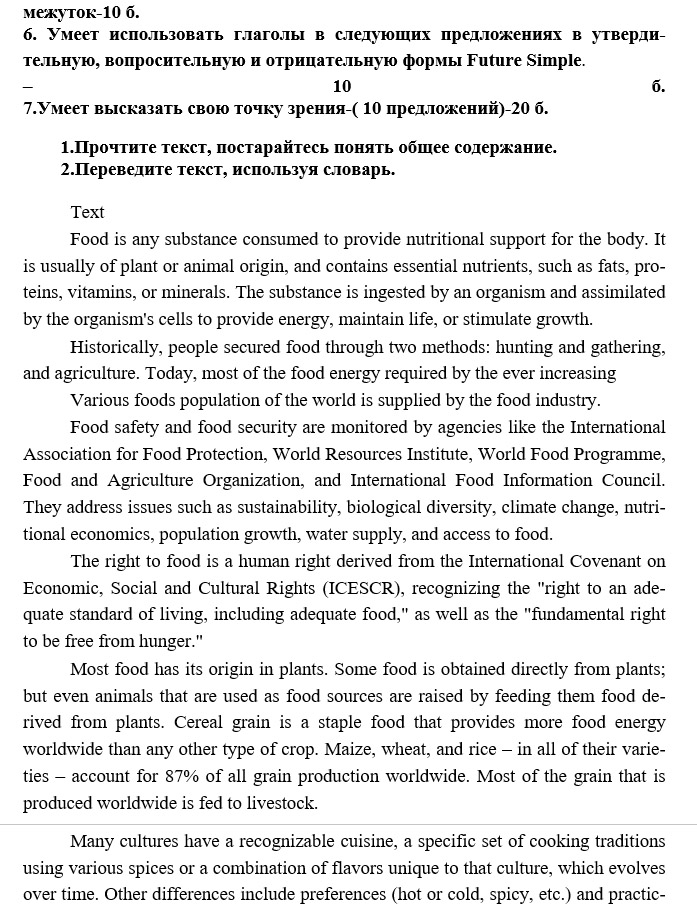 межуток-10 б.
6. Умеет использовать глаголы в следующих предложениях в утверди-
тельную, вопросительную и отрицательную формы Future Simple.
– 10 б.
7.Умеет высказать свою точку зрения-( 10 предложений)-20 б.
1.Прочтите текст, постарайтесь понять общее содержание.
2.Переведите текст, используя словарь.
Text
Food is any substance consumed to provide nutritional support for the body. It
is usually of plant or animal origin, and contains essential nutrients, such as fats, pro-
teins, vitamins, or minerals. The substance is ingested by an organism and assimilated
by the organism's cells to provide energy, maintain life, or stimulate growth.
Historically, people secured food through two methods: hunting and gathering,
and agriculture. Today, most of the food energy required by the ever increasing
Various foods population of the world is supplied by the food industry.
Food safety and food security are monitored by agencies like the International
Association for Food Protection, World Resources Institute, World Food Programme,
Food and Agriculture Organization, and International Food Information Council.
They address issues such as sustainability, biological diversity, climate change, nutri-
tional economics, population growth, water supply, and access to food.
The right to food is a human right derived from the International Covenant on
Economic, Social and Cultural Rights (ICESCR), recognizing the "right to an ade-
quate standard of living, including adequate food," as well as the "fundamental right
to be free from hunger."
Most food has its origin in plants. Some food is obtained directly from plants;
but even animals that are used as food sources are raised by feeding them food de-
rived from plants. Cereal grain is a staple food that provides more food energy
worldwide than any other type of crop. Maize, wheat, and rice – in all of their varie-
ties – account for 87% of all grain production worldwide. Most of the grain that is
produced worldwide is fed to livestock.
Many cultures have a recognizable cuisine, a specific set of cooking traditions
using various spices or a combination of flavors unique to that culture, which evolves
over time. Other differences include preferences (hot or cold, spicy, etc.) and practic-